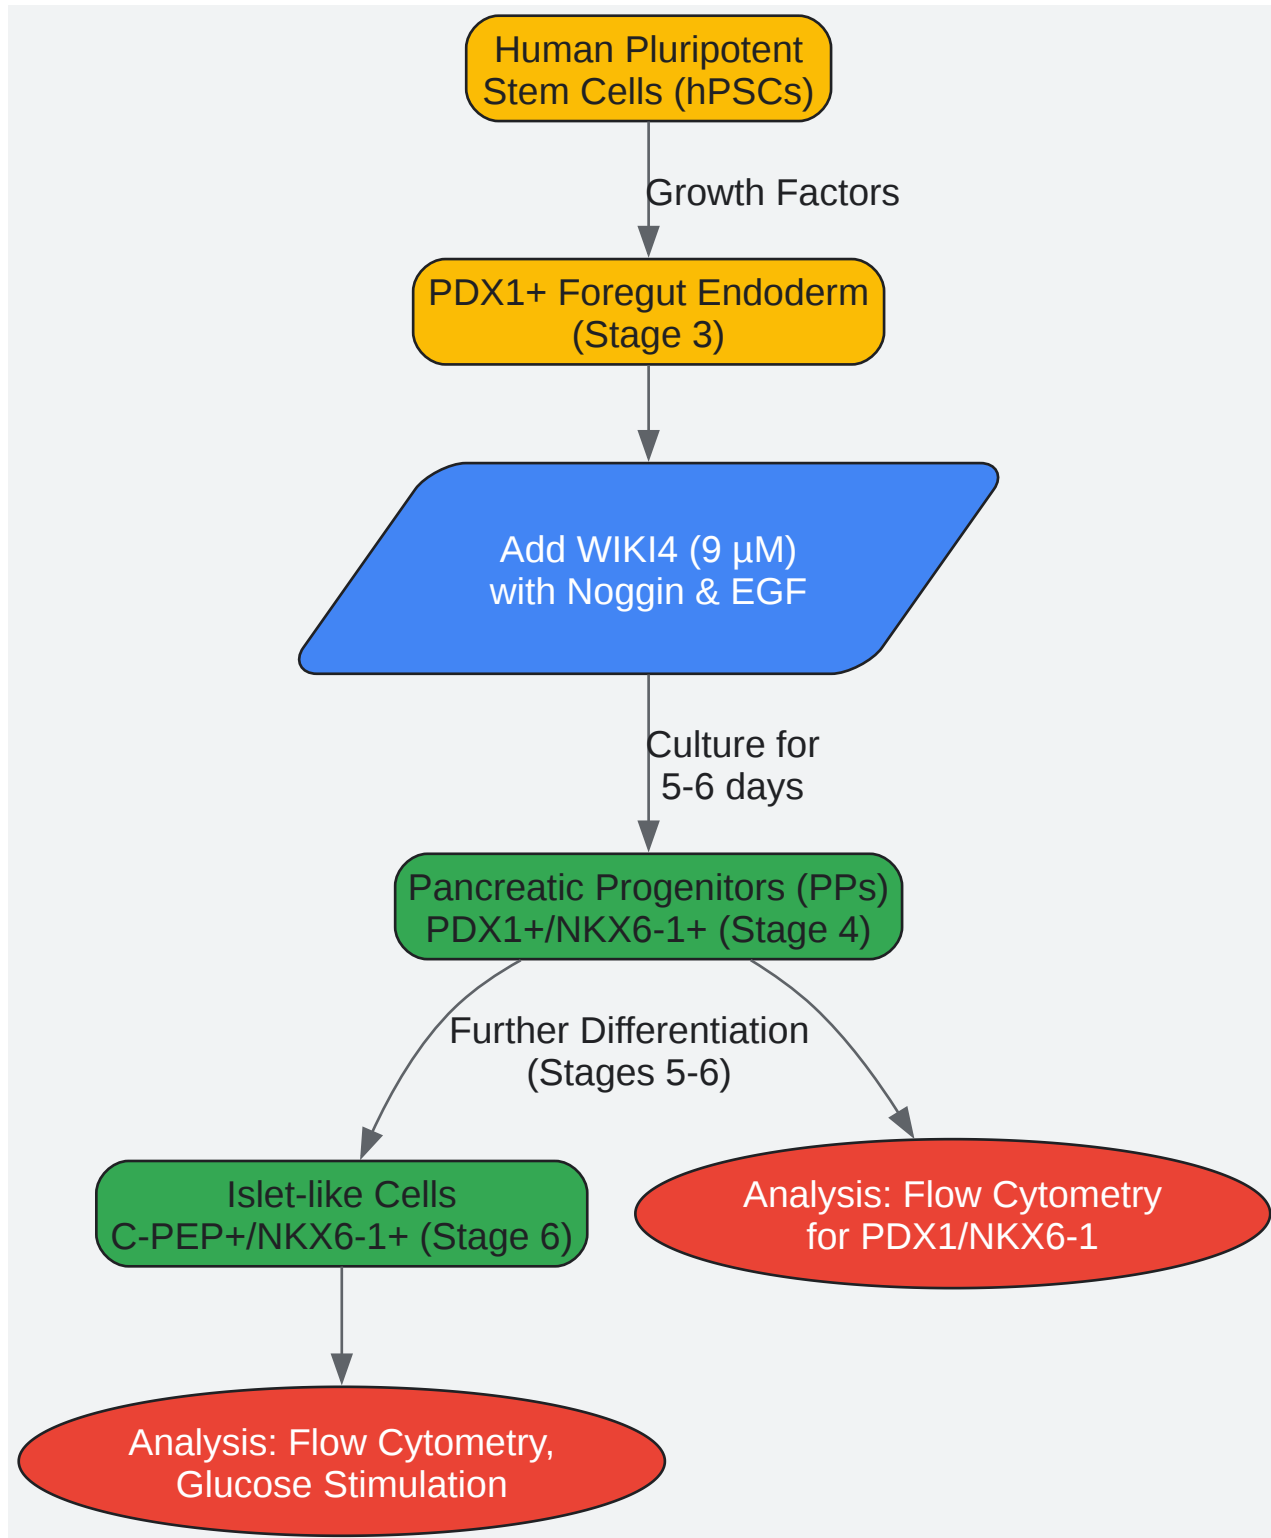 Human Pluripotent
Stem Cells (hPSCs)
Growth Factors
PDX1+ Foregut Endoderm
(Stage 3)
Add WIKI4 (9 µM)
with Noggin & EGF
Culture for
5-6 days
Pancreatic Progenitors (PPs)
PDX1+/NKX6-1+ (Stage 4)
Further Differentiation
(Stages 5-6)
Islet-like Cells
C-PEP+/NKX6-1+ (Stage 6)
Analysis: Flow Cytometry
for PDX1/NKX6-1
Analysis: Flow Cytometry,
Glucose Stimulation